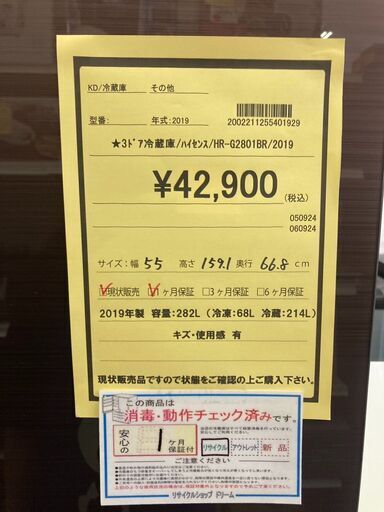 KD/冷蔵庫 その他
型番: 年式:2019
2002211255401929
★3ﾄﾞｱ冷蔵庫/ﾊｲｾﾝｽ/HR-G2801BR/2019
¥42,900
(税込)
050924
060924
サイズ:幅 55 高さ 159.1 奥行 66.8 cm
☑現状販売 ☑1ヶ月保証 □3ヶ月保証 □6ヶ月保証
2019年製 容量:282L (冷凍:68L 冷蔵:214L)
キズ・使用感 有
現状販売品ですので状態をご確認の上ご購入下さい。
この商品は
消毒・動作チェック済みです。
安心の 1 ヶ月保証付
リサイクル アウトレット 新品
ご注意ください
リサイクルショップ ドリーム